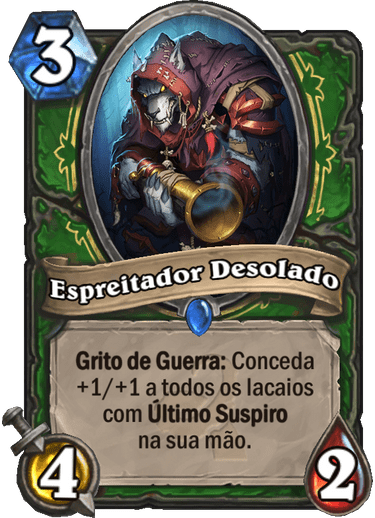 3
Espreitador Desolado
Grito de Guerra: Conceda
+1/+1 a todos os lacaios
com Último Suspiro
na sua mão.
4
2